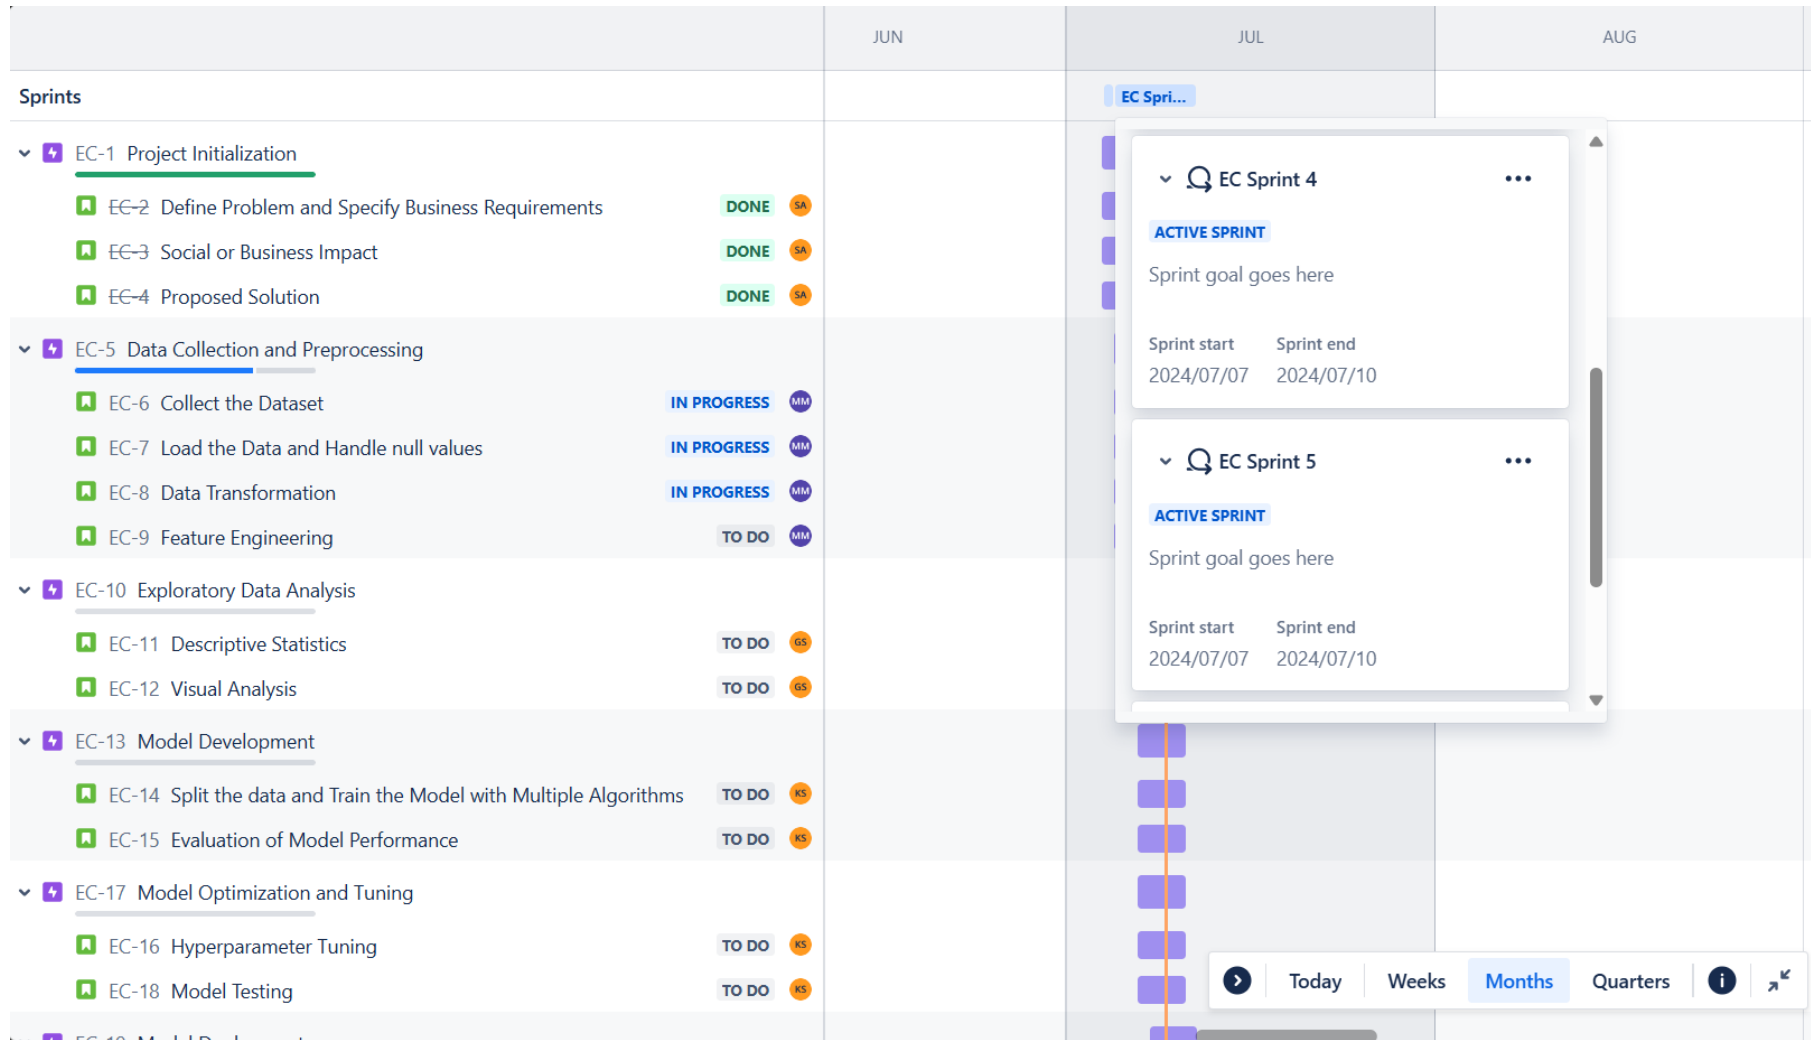 JUN JUL AUG
Sprints
EC Spri...
EC-1 Project Initialization
EC-2 Define Problem and Specify Business Requirements DONE SA
EC-3 Social or Business Impact DONE SA
EC-4 Proposed Solution DONE SA
EC-5 Data Collection and Preprocessing
EC-6 Collect the Dataset IN PROGRESS MM
EC-7 Load the Data and Handle null values IN PROGRESS MM
EC-8 Data Transformation IN PROGRESS MM
EC-9 Feature Engineering TO DO MM
EC-10 Exploratory Data Analysis
EC-11 Descriptive Statistics TO DO GS
EC-12 Visual Analysis TO DO GS
EC-13 Model Development
EC-14 Split the data and Train the Model with Multiple Algorithms TO DO KS
EC-15 Evaluation of Model Performance TO DO KS
EC-17 Model Optimization and Tuning
EC-16 Hyperparameter Tuning TO DO KS
EC-18 Model Testing TO DO KS
EC Sprint 4
ACTIVE SPRINT
Sprint goal goes here
Sprint start Sprint end
2024/07/07 2024/07/10
EC Sprint 5
ACTIVE SPRINT
Sprint goal goes here
Sprint start Sprint end
2024/07/07 2024/07/10
Today Weeks Months Quarters